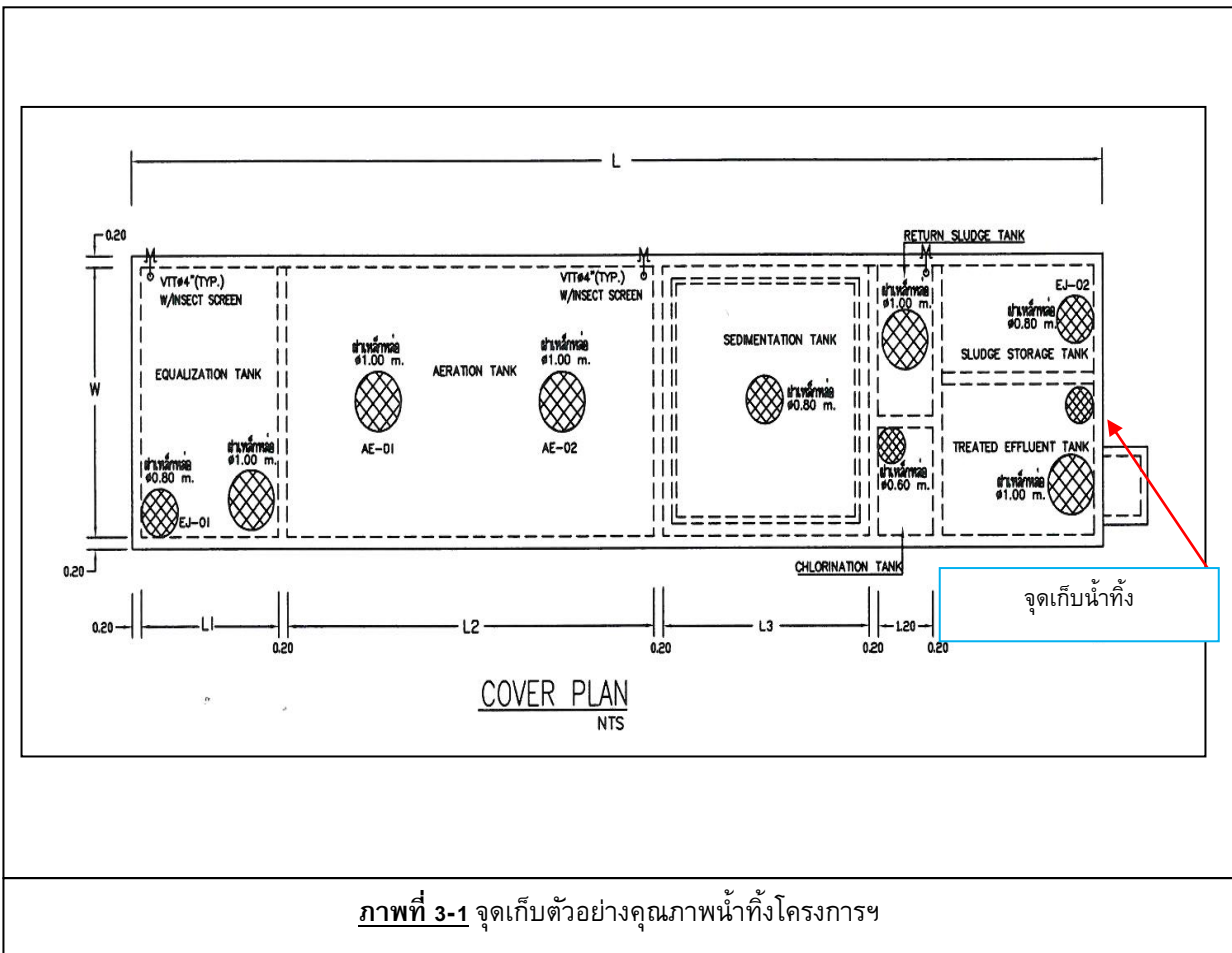 L
0.20
RETURN SLUDGE TANK
VTTø4"(TYP.)
W/INSECT SCREEN
VTTø4"(TYP.)
W/INSECT SCREEN
ฝาเหล็กหล่อ
ø1.00 m.
EJ-02
ฝาเหล็กหล่อ
ø0.80 m.
SLUDGE STORAGE TANK
W
EQUALIZATION TANK
ฝาเหล็กหล่อ
ø1.00 m.
AE-01
AERATION TANK
ฝาเหล็กหล่อ
ø1.00 m.
AE-02
SEDIMENTATION TANK
ฝาเหล็กหล่อ
ø0.80 m.
ฝาเหล็กหล่อ
ø0.80 m.
EJ-01
ฝาเหล็กหล่อ
ø1.00 m.
ฝาเหล็กหล่อ
ø0.60 m.
TREATED EFFLUENT TANK
ฝาเหล็กหล่อ
ø1.00 m.
0.20
CHLORINATION TANK
จุดเก็บน้ำทิ้ง
0.20
L1
0.20
L2
0.20
L3
0.20
1.20
0.20
COVER PLAN
NTS
ภาพที่ 3-1 จุดเก็บตัวอย่างคุณภาพน้ำทิ้งโครงการฯ